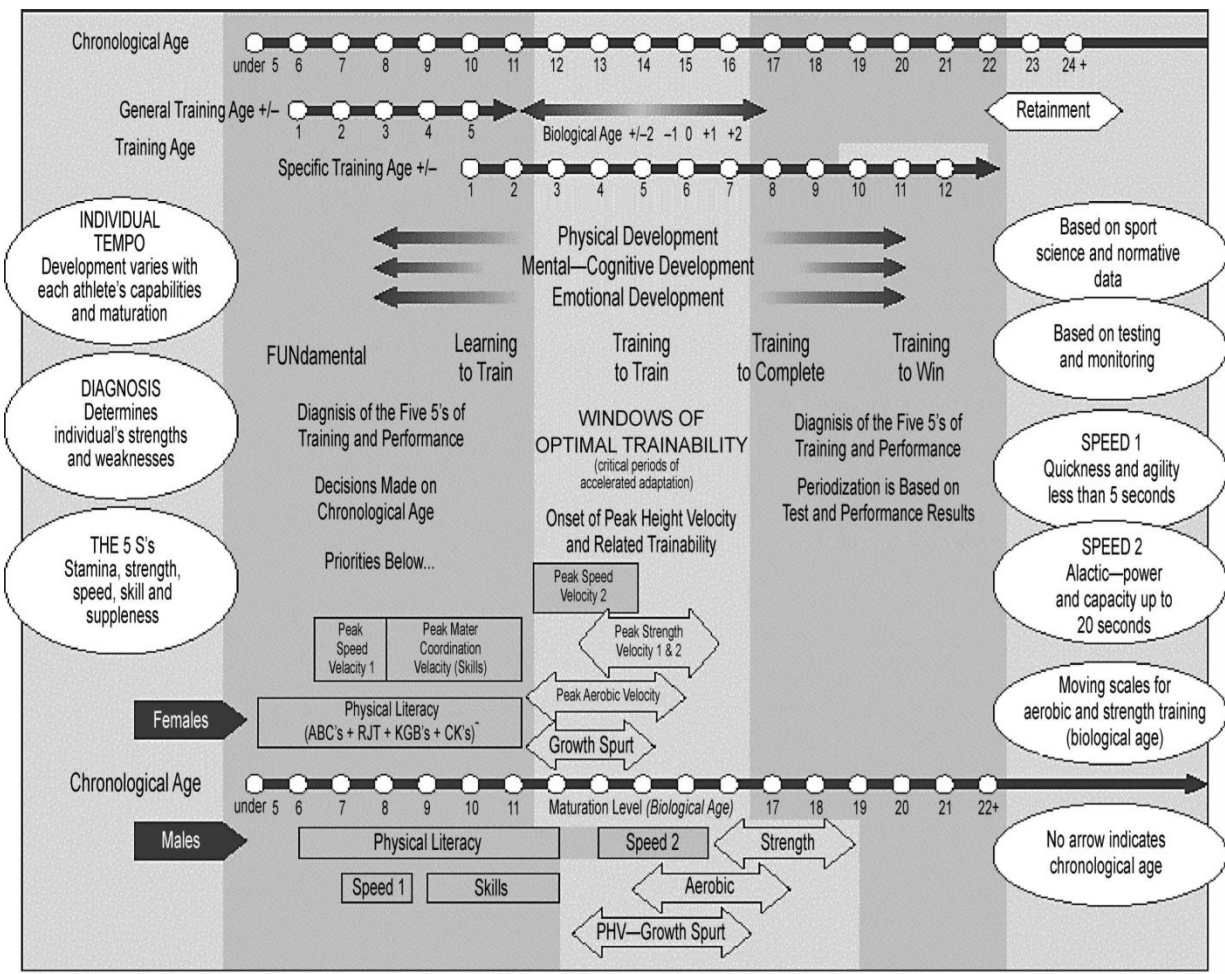 Chronological Age
under 5 6 7 8 9 10 11 12 13 14 15 16 17 18 19 20 21 22 23 24 +
General Training Age +/–
1 2 3 4 5
Biological Age +/–2 –1 0 +1 +2
Retainment
Training Age
Specific Training Age +/–
1 2 3 4 5 6 7 8 9 10 11 12
INDIVIDUAL
TEMPO
Development varies with
each athlete's capabilities
and maturation
DIAGNOSIS
Determines
individual's strengths
and weaknesses
THE 5 S's
Stamina, strength,
speed, skill and
suppleness
Physical Development
Mental—Cognitive Development
Emotional Development
FUNdamental
Learning
to Train
Training
to Train
Training
to Complete
Training
to Win
Diagnisis of the Five 5's of
Training and Performance
Decisions Made on
Chronological Age
Priorities Below...
WINDOWS OF
OPTIMAL TRAINABILITY
(critical periods of
accelerated adaptation)
Onset of Peak Height Velocity
and Related Trainability
Diagnisis of the Five 5's of
Training and Performance
Periodization is Based on
Test and Performance Results
Based on sport
science and normative
data
Based on testing
and monitoring
SPEED 1
Quickness and agility
less than 5 seconds
SPEED 2
Alactic—power
and capacity up to
20 seconds
Moving scales for
aerobic and strength training
(biological age)
No arrow indicates
chronological age
Peak Speed
Velocity 2
Peak
Speed
Velacity 1
Peak Mater
Coordination
Velacity (Skills)
Peak Strength
Velocity 1 & 2
Peak Aerobic Velocity
Females
Physical Literacy
(ABC's + RJT + KGB's + CK's)
Growth Spurt
Chronological Age
under 5 6 7 8 9 10 11 Maturation Level (Biological Age) 17 18 19 20 21 22+
Males
Physical Literacy
Speed 2
Strength
Speed 1
Skills
Aerobic
PHV—Growth Spurt